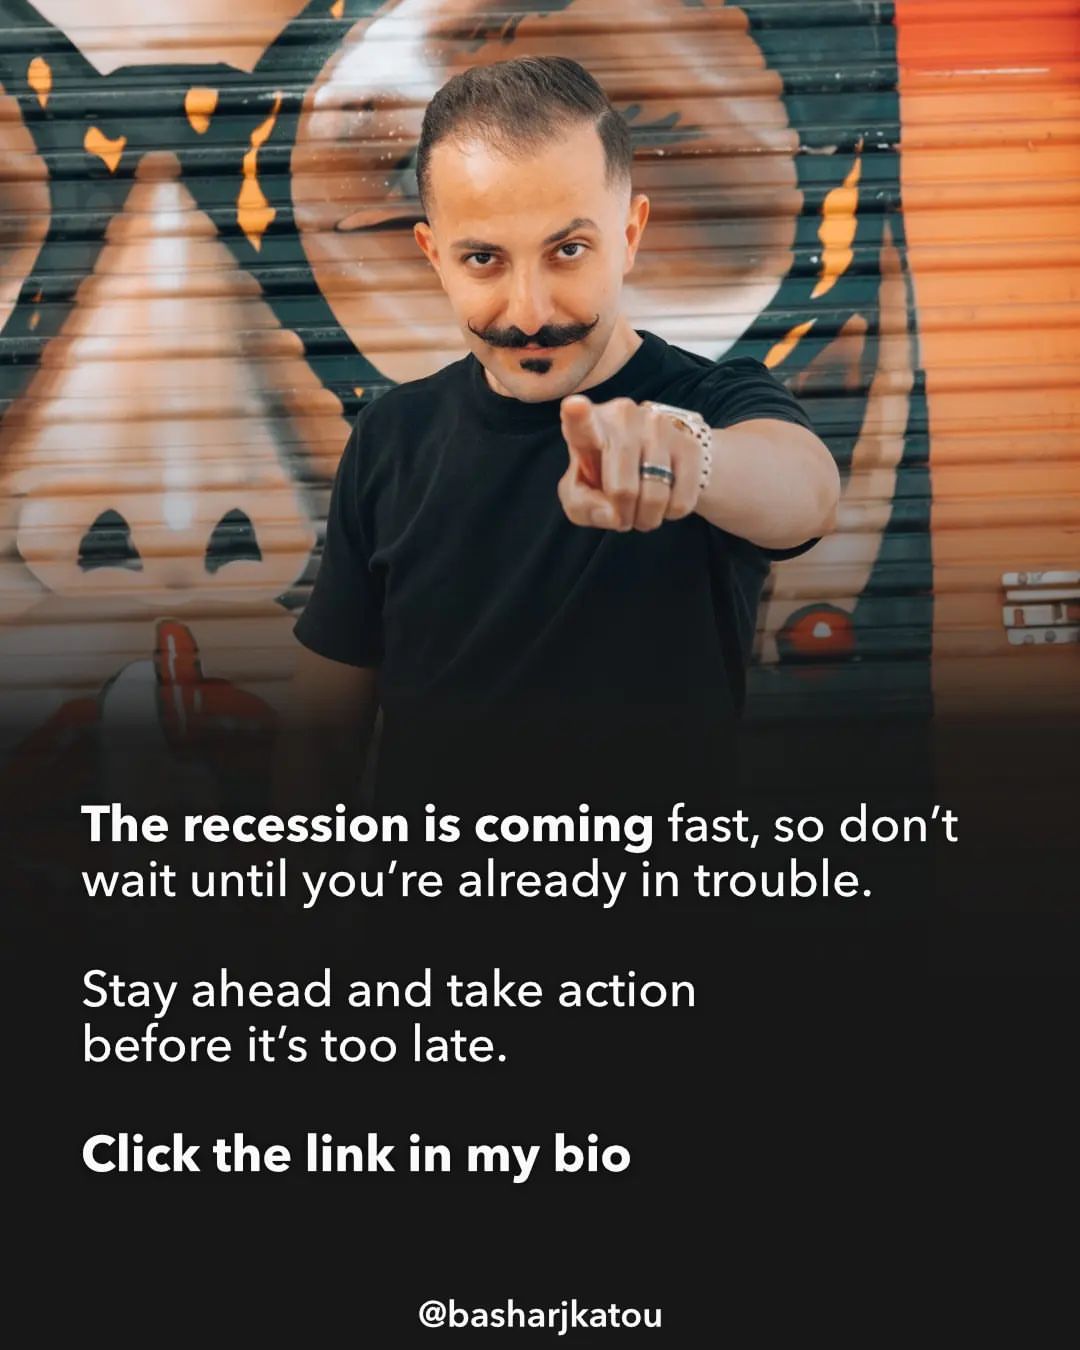 The recession is coming fast, so don’t
wait until you’re already in trouble.
Stay ahead and take action
before it’s too late.
Click the link in my bio
@basharjkatou